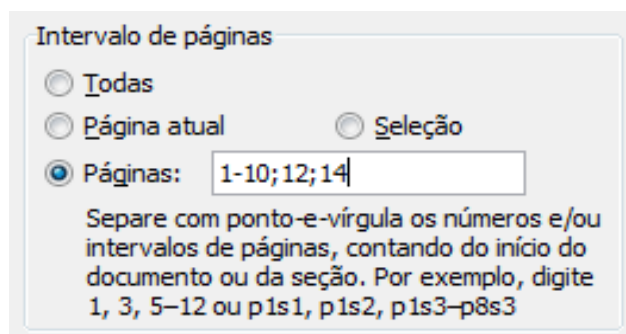 Intervalo de páginas
Todas
Página atual Seleção
Páginas: 1-10;12;14
Separe com ponto-e-vírgula os números e/ou
intervalos de páginas, contando do início do
documento ou da seção. Por exemplo, digite
1, 3, 5–12 ou p1s1, p1s2, p1s3–p8s3